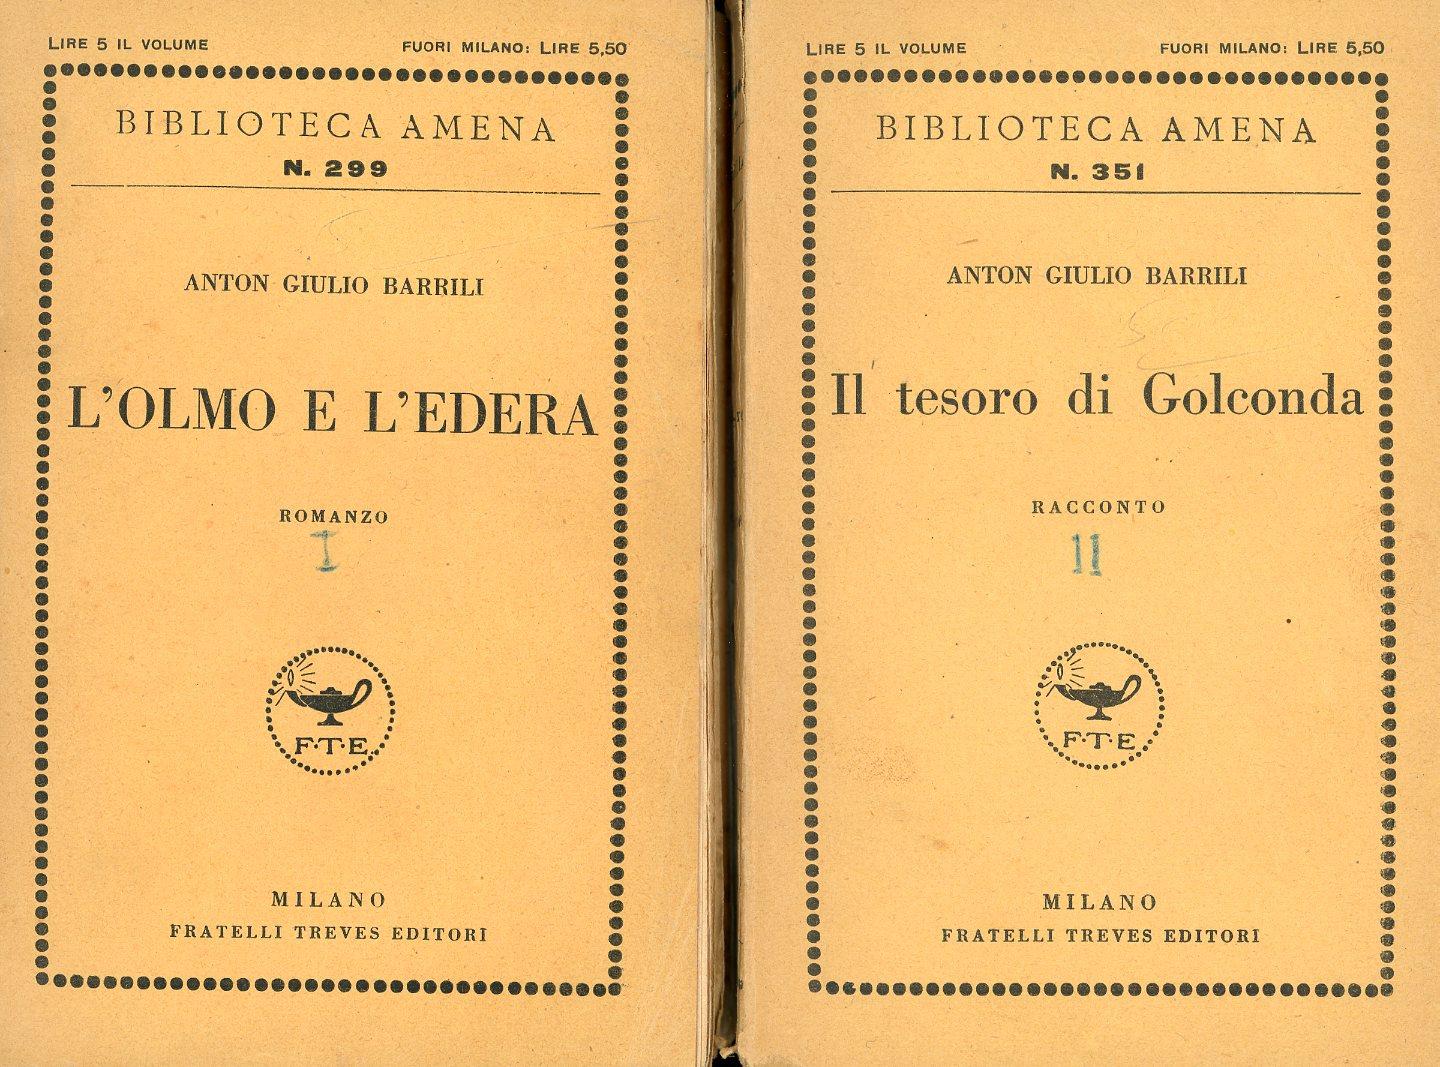 LIRE 5 IL VOLUME FUORI MILANO: LIRE 5,50
BIBLIOTECA AMENA
N. 299
ANTON GIULIO BARRILI
L'OLMO E L'EDERA
ROMANZO
I
F.T.E.
MILANO
FRATELLI TREVES EDITORI
LIRE 5 IL VOLUME FUORI MILANO: LIRE 5,50
BIBLIOTECA AMENA
N. 351
ANTON GIULIO BARRILI
Il tesoro di Golconda
RACCONTO
II
F.T.E
MILANO
FRATELLI TREVES EDITORI